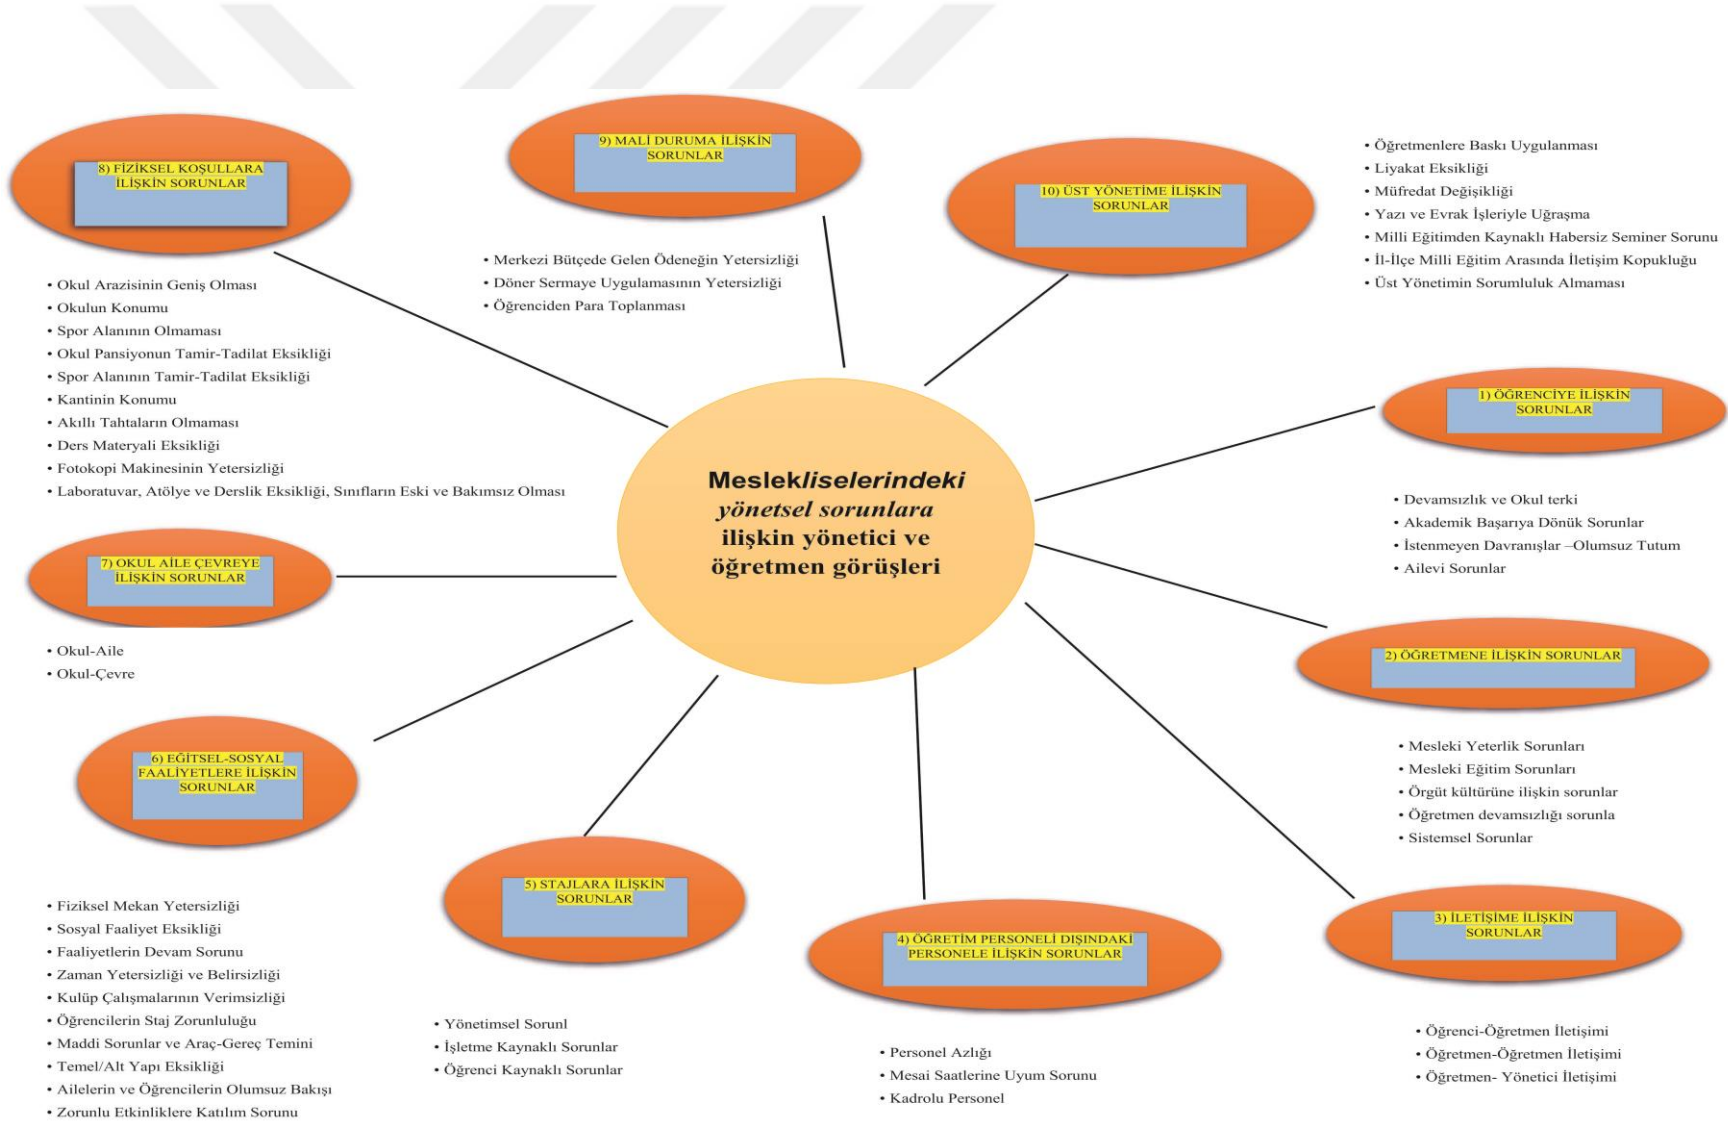 8) FİZİKSEL KOŞULLARA
İLİŞKİN SORUNLAR
• Okul Arazisinin Geniş Olması
• Okulun Konumu
• Spor Alanının Olmaması
• Okul Pansiyonun Tamir-Tadilat Eksikliği
• Spor Alanının Tamir-Tadilat Eksikliği
• Kantinin Konumu
• Akıllı Tahtaların Olmaması
• Ders Materyali Eksikliği
• Fotokopi Makinesinin Yetersizliği
• Laboratuvar, Atölye ve Derslik Eksikliği, Sınıfların Eski ve Bakımsız Olması
9) MALİ DURUMA İLİŞKİN
SORUNLAR
• Merkezi Bütçede Gelen Ödeneğin Yetersizliği
• Döner Sermaye Uygulamasının Yetersizliği
• Öğrenciden Para Toplanması
10) ÜST YÖNETİME İLİŞKİN
SORUNLAR
• Öğretmenlere Baskı Uygulanması
• Liyakat Eksikliği
• Müfredat Değişikliği
• Yazı ve Evrak İşleriyle Uğraşma
• Milli Eğitimden Kaynaklı Habersiz Seminer Sorunu
• İl-İlçe Milli Eğitim Arasında İletişim Kopukluğu
• Üst Yönetimin Sorumluluk Almaması
Meslekliselerindeki
yönetsel sorunlara
ilişkin yönetici ve
öğretmen görüşleri
1) ÖĞRENCİYE İLİŞKİN
SORUNLAR
• Devamsızlık ve Okul terki
• Akademik Başarıya Dönük Sorunlar
• İstenmeyen Davranışlar –Olumsuz Tutum
• Ailevi Sorunlar
2) ÖĞRETMENE İLİŞKİN SORUNLAR
• Mesleki Yeterlik Sorunları
• Mesleki Eğitim Sorunları
• Örgüt kültürüne ilişkin sorunlar
• Öğretmen devamsızlığı sorunla
• Sistemsel Sorunlar
3) İLETİŞİME İLİŞKİN
SORUNLAR
• Öğrenci-Öğretmen İletişimi
• Öğretmen-Öğretmen İletişimi
• Öğretmen- Yönetici İletişimi
4) ÖĞRETİM PERSONELİ DIŞINDAKİ
PERSONELE İLİŞKİN SORUNLAR
• Personel Azlığı
• Mesai Saatlerine Uyum Sorunu
• Kadrolu Personel
5) STAJLARA İLİŞKİN
SORUNLAR
• Yönetimsel Sorunl
• İşletme Kaynaklı Sorunlar
• Öğrenci Kaynaklı Sorunlar
6) EĞİTSEL-SOSYAL
FAALİYETLERE İLİŞKİN
SORUNLAR
• Fiziksel Mekan Yetersizliği
• Sosyal Faaliyet Eksikliği
• Faaliyetlerin Devam Sorunu
• Zaman Yetersizliği ve Belirsizliği
• Kulüp Çalışmalarının Verimsizliği
• Öğrencilerin Staj Zorunluluğu
• Maddi Sorunlar ve Araç-Gereç Temini
• Temel/Alt Yapı Eksikliği
• Ailelerin ve Öğrencilerin Olumsuz Bakışı
• Zorunlu Etkinliklere Katılım Sorunu
7) OKUL AİLE ÇEVREYE
İLİŞKİN SORUNLAR
• Okul-Aile
• Okul-Çevre